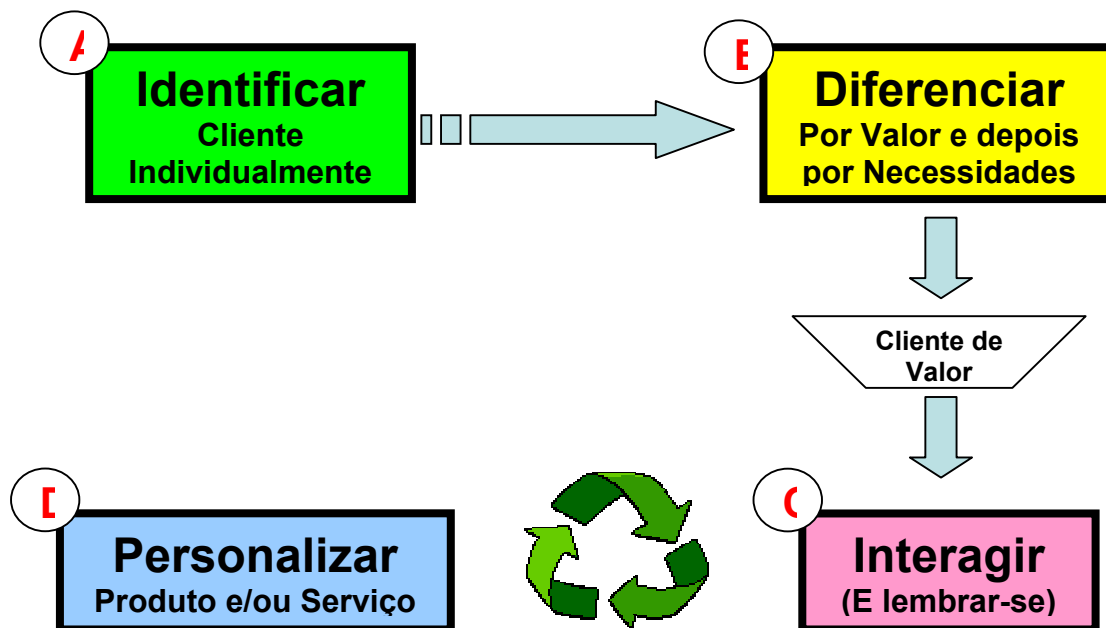 A
Identificar
Cliente
Individualmente
B
Diferenciar
Por Valor e depois
por Necessidades
Cliente de
Valor
D
Personalizar
Produto e/ou Serviço
C
Interagir
(E lembrar-se)